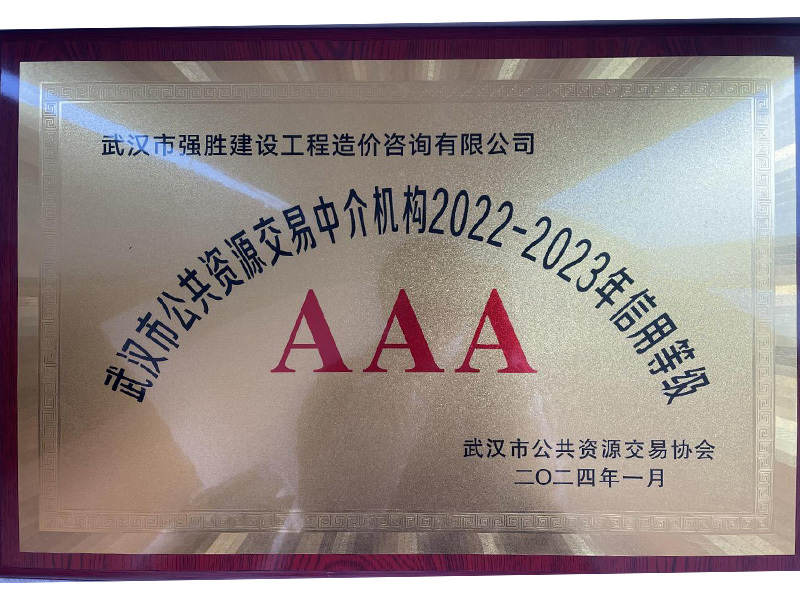 武汉市强胜建设工程造价咨询有限公司
武汉市公共资源交易中介机构2022-2023年信用等级
AAA
武汉市公共资源交易协会
二〇二四年一月